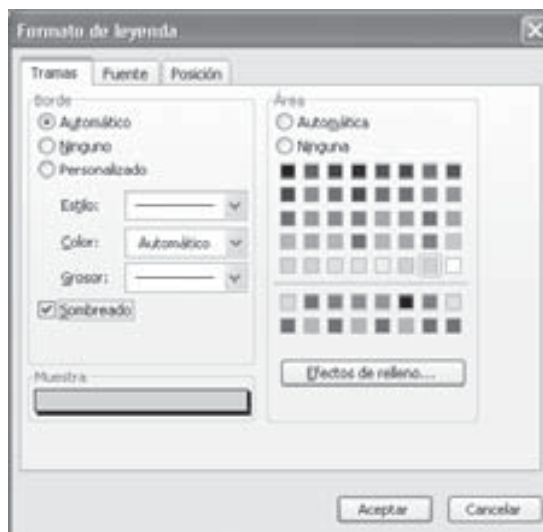 Formato de leyenda
Tramas Fuente Posición
Borde
Automático
Ninguno
Personalizado
Estilo:
Color: Automático
Grosor:
Sombreado
Muestra
Área
Automática
Ninguna
Efectos de relleno...
Aceptar Cancelar